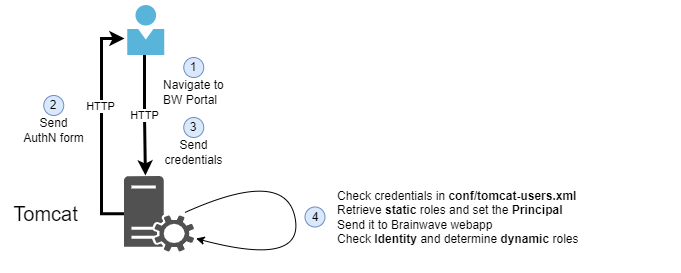 1
Navigate to
BW Portal
2
Send
AuthN form
HTTP
HTTP
3
Send
credentials
Tomcat
4
Check credentials in conf/tomcat-users.xml
Retrieve static roles and set the Principal
Send it to Brainwave webapp
Check Identity and determine dynamic roles